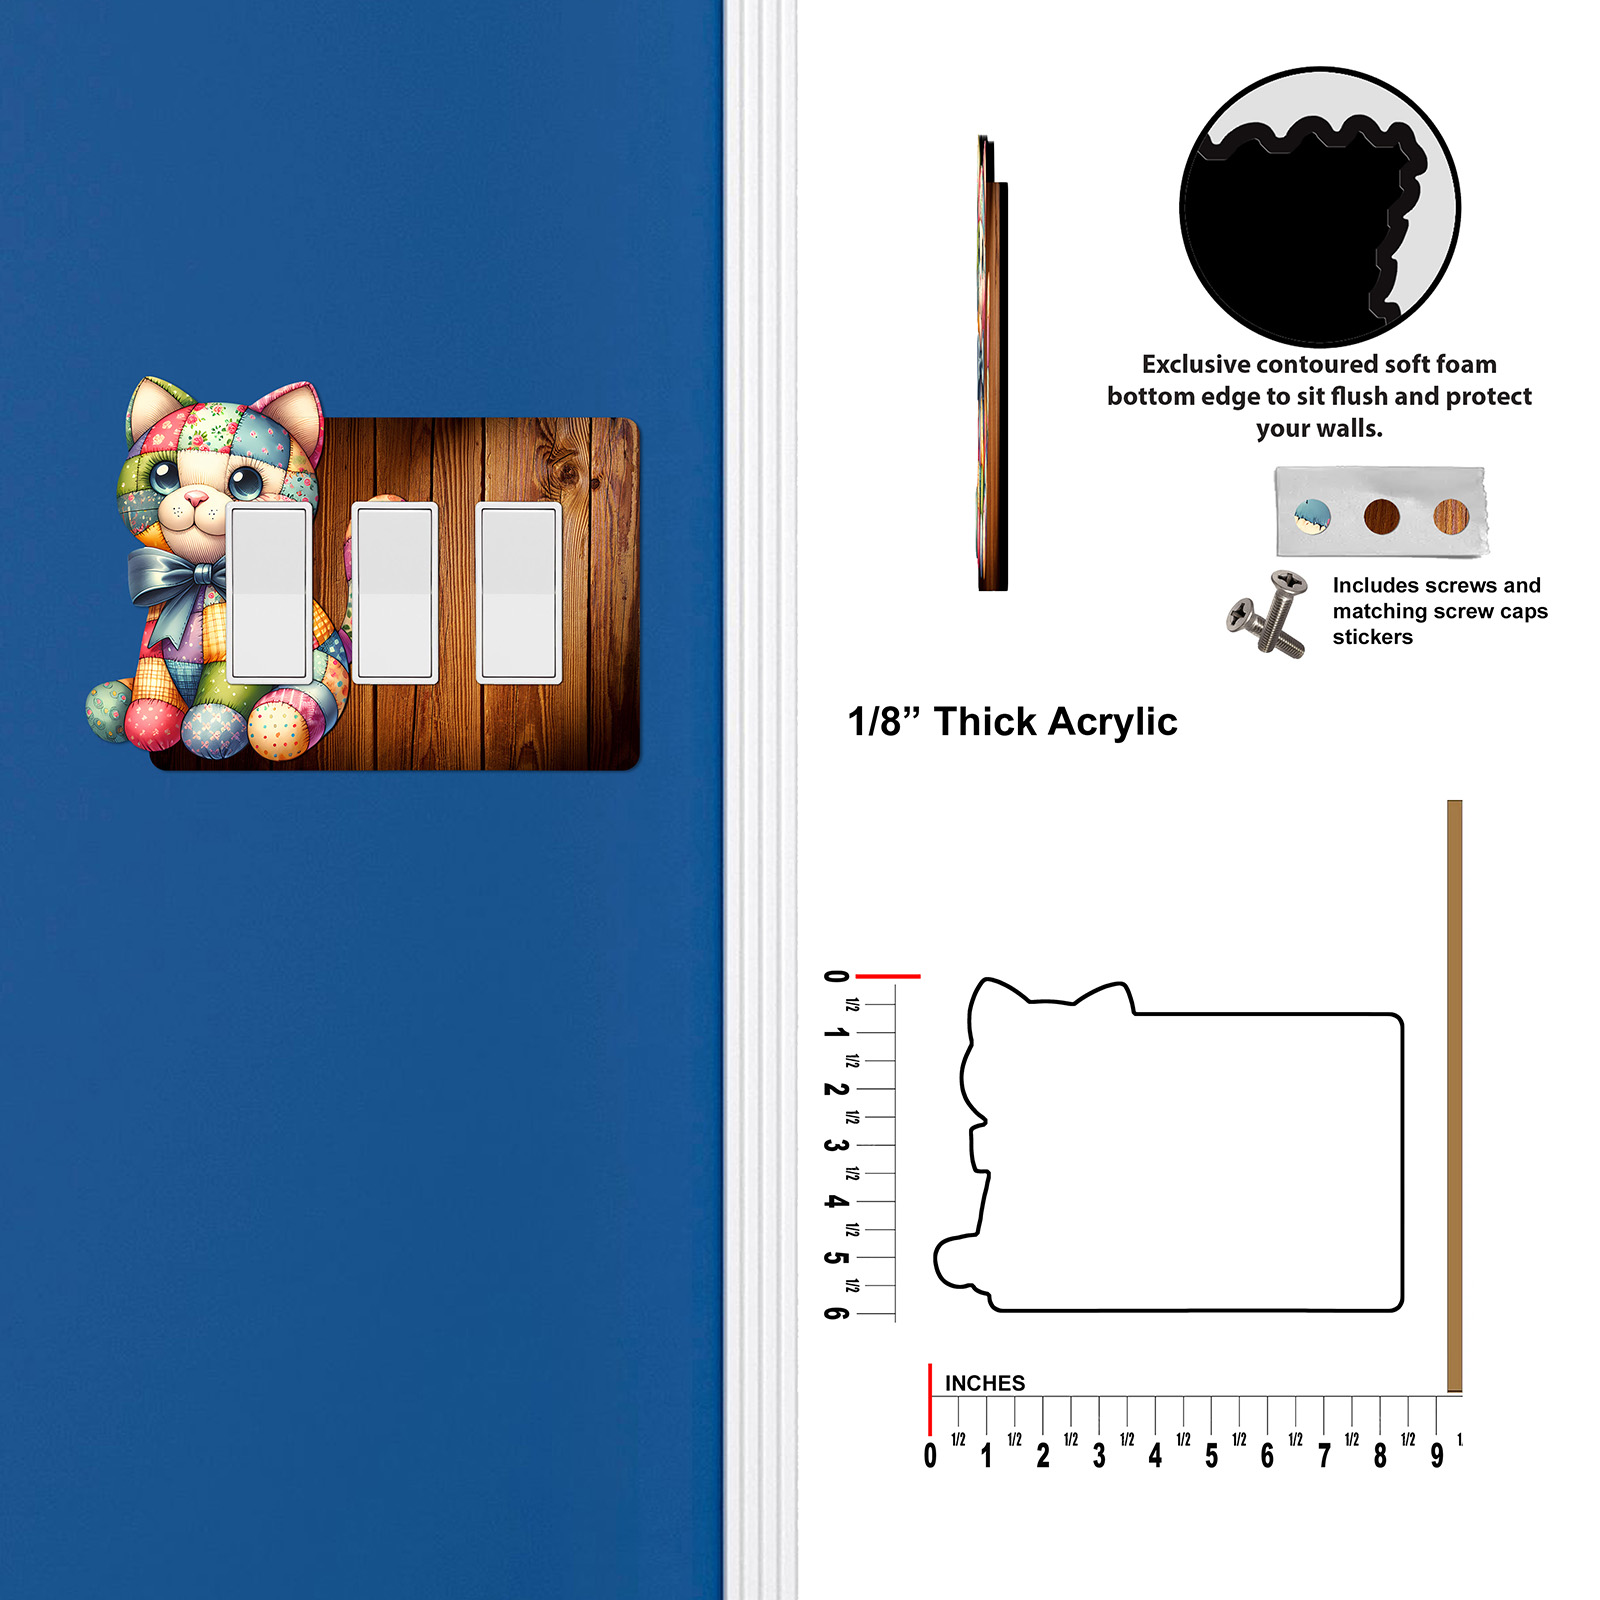 Exclusive contoured soft foam
bottom edge to sit flush and protect
your walls.
Includes screws and
matching screw caps
stickers
1/8” Thick Acrylic
0
1/2
1
1/2
2
1/2
3
1/2
4
1/2
5
1/2
6
INCHES
0 1/2 1 1/2 2 1/2 3 1/2 4 1/2 5 1/2 6 1/2 7 1/2 8 1/2 9 1.